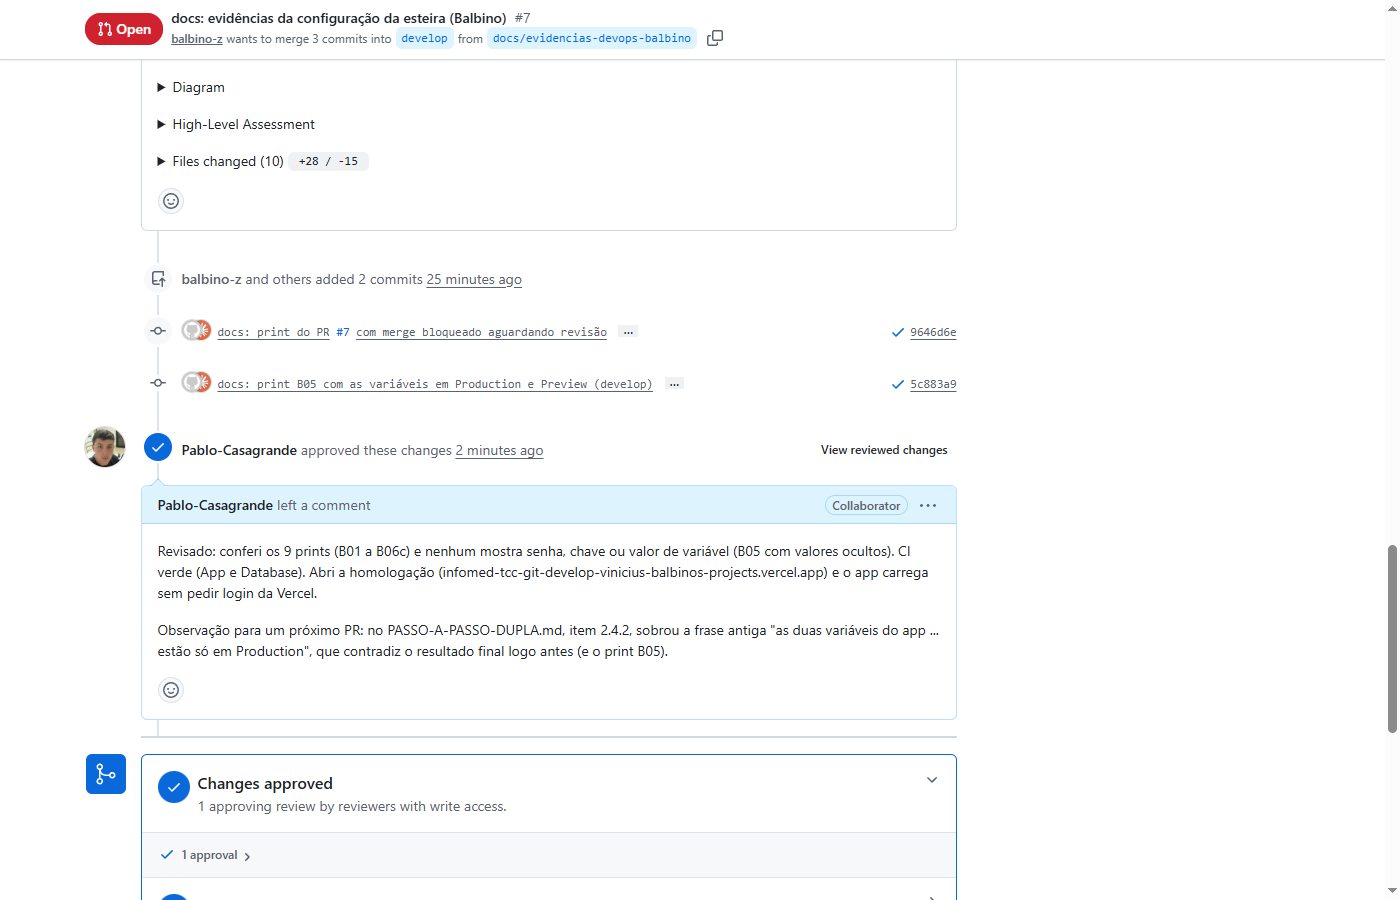 Open
docs: evidências da configuração da esteira (Balbino) #7
balbino-z wants to merge 3 commits into develop from docs/evidencias-devops-balbino
Diagram
High-Level Assessment
Files changed (10) +28 / -15
balbino-z and others added 2 commits 25 minutes ago
docs: print do PR #7 com merge bloqueado aguardando revisão ... 9646d6e
docs: print B05 com as variáveis em Production e Preview (develop) ... 5c883a9
Pablo-Casagrande approved these changes 2 minutes ago View reviewed changes
Pablo-Casagrande left a comment Collaborator ...
Revisado: conferi os 9 prints (B01 a B06c) e nenhum mostra senha, chave ou valor de variável (B05 com valores ocultos). CI
verde (App e Database). Abri a homologação (infomed-tcc-git-develop-vinicius-balbinos-projects.vercel.app) e o app carrega
sem pedir login da Vercel.
Observação para um próximo PR: no PASSO-A-PASSO-DUPLA.md, item 2.4.2, sobrou a frase antiga "as duas variáveis do app ...
estão só em Production", que contradiz o resultado final logo antes (e o print B05).
Changes approved
1 approving review by reviewers with write access.
1 approval